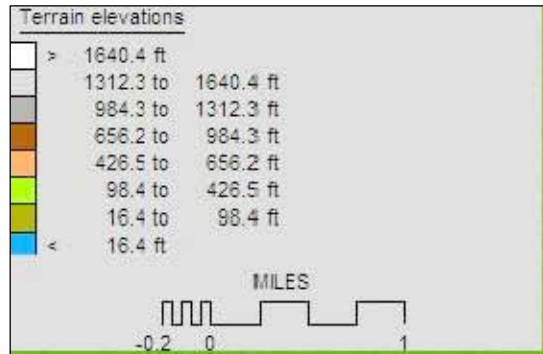 Terrain elevations
> 1640.4 ft
1312.3 to 1640.4 ft
984.3 to 1312.3 ft
656.2 to 984.3 ft
426.5 to 656.2 ft
98.4 to 426.5 ft
16.4 to 98.4 ft
< 16.4 ft
MILES
-0.2 0 1